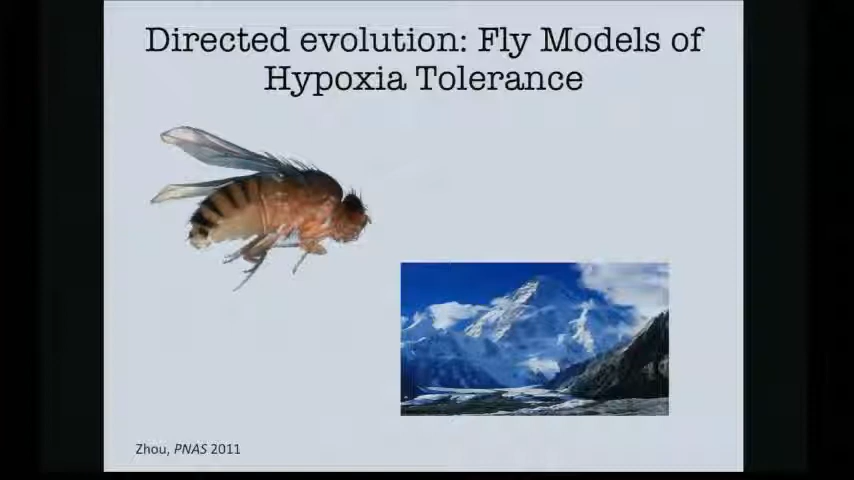 Directed evolution: Fly Models of
Hypoxia Tolerance
Zhou, PNAS 2011